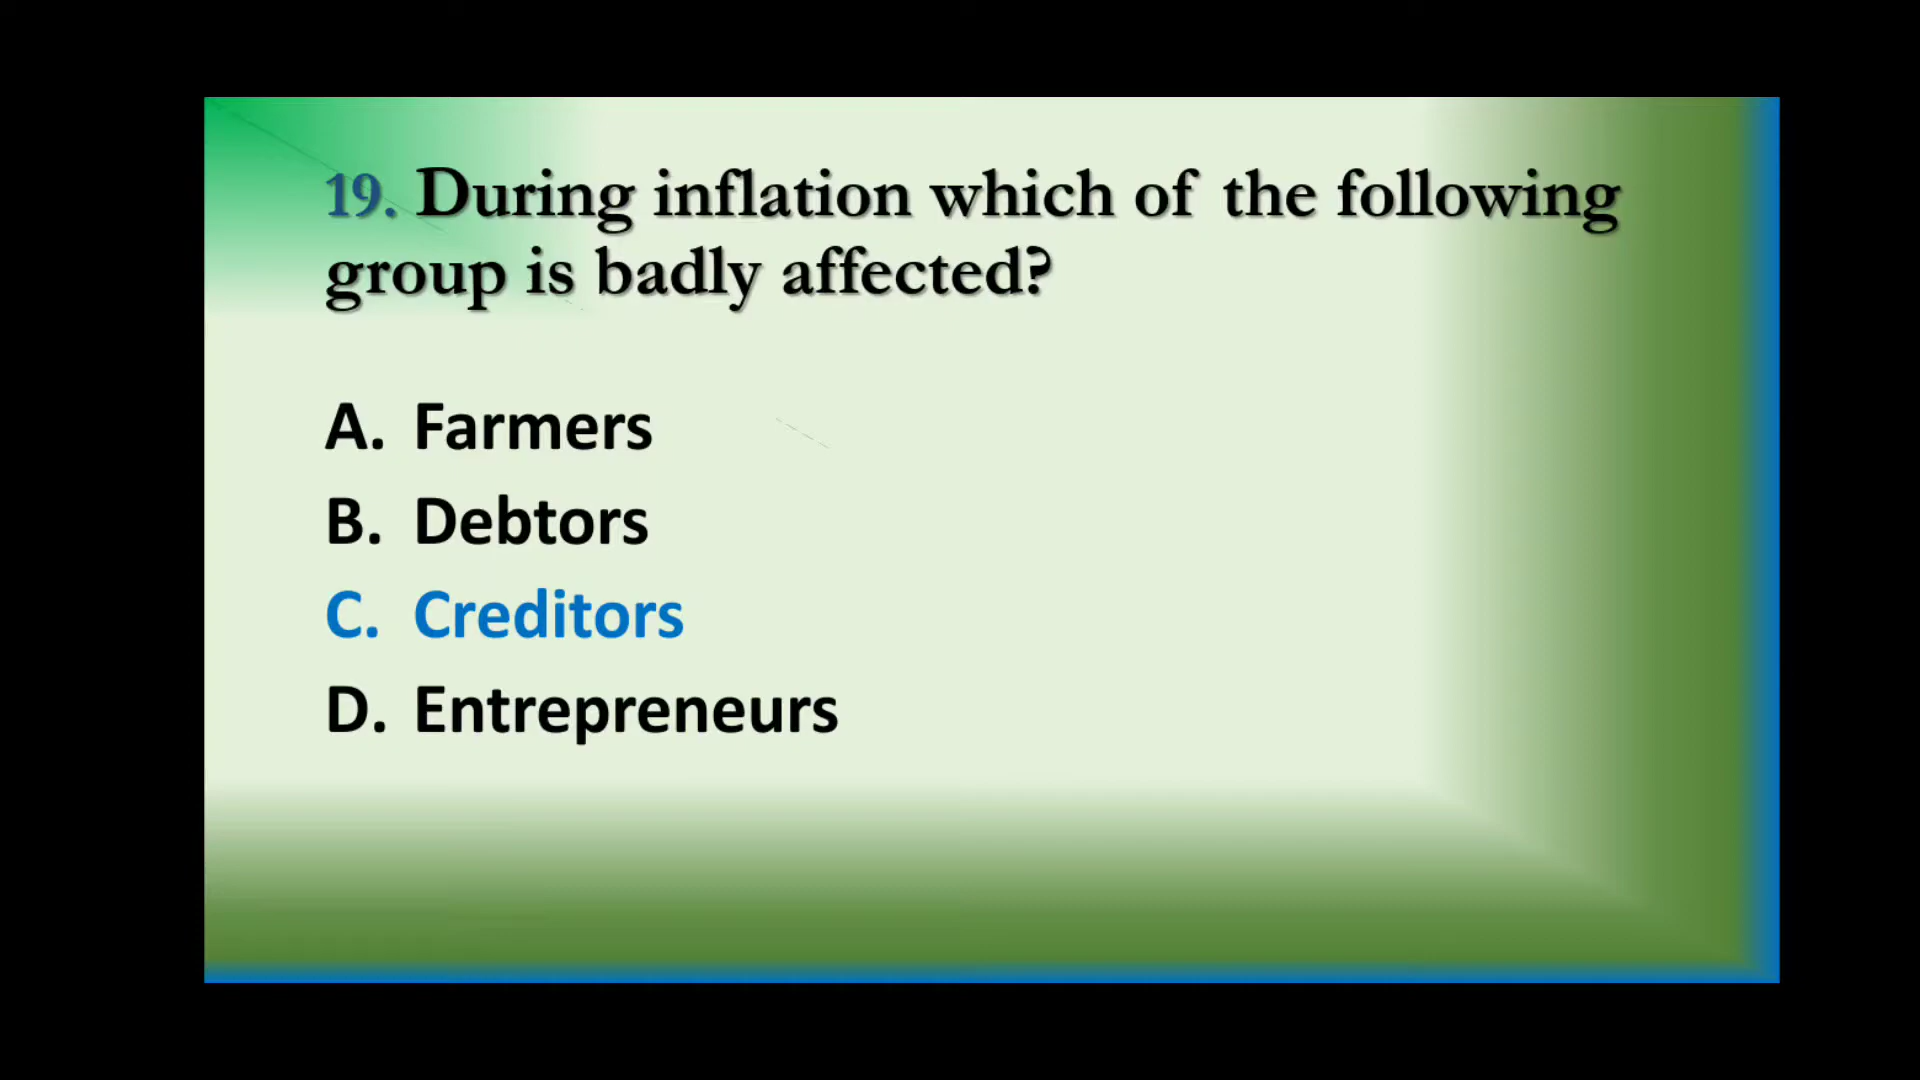 19. During inflation which of the following
group is badly affected?
A. Farmers
B. Debtors
C. Creditors
D. Entrepreneurs